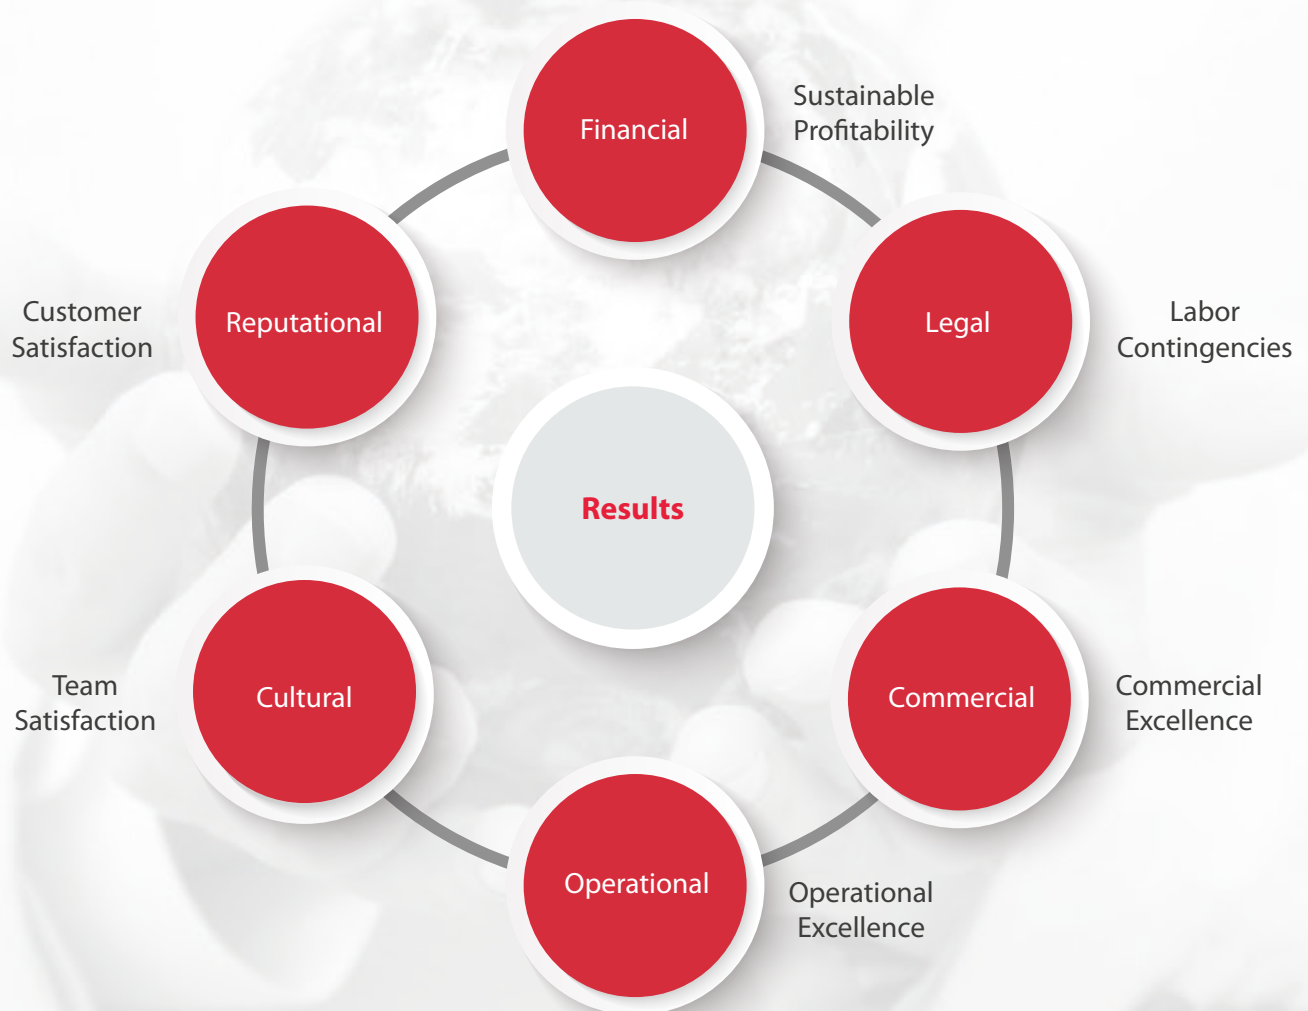 Financial
Sustainable
Profitability
Reputational
Customer
Satisfaction
Legal
Labor
Contingencies
Results
Cultural
Team
Satisfaction
Commercial
Commercial
Excellence
Operational
Operational
Excellence